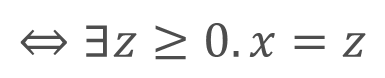 ⇔ ∃z ≥ 0. x = z